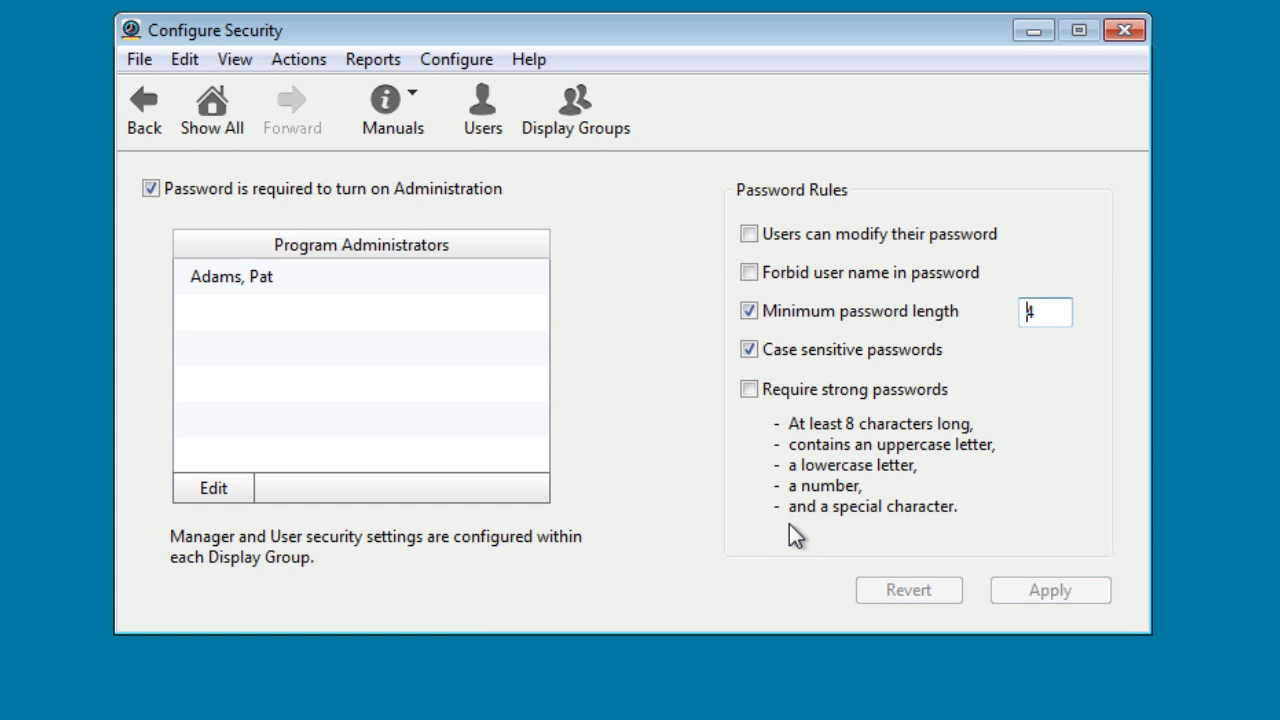 Configure Security
File Edit View Actions Reports Configure Help
Back Show All Forward Manuals Users Display Groups
Password is required to turn on Administration
Program Administrators
Adams, Pat
Edit
Manager and User security settings are configured within
each Display Group.
Password Rules
Users can modify their password
Forbid user name in password
Minimum password length 4
Case sensitive passwords
Require strong passwords
- At least 8 characters long,
- contains an uppercase letter,
- a lowercase letter,
- a number,
- and a special character.
Revert Apply